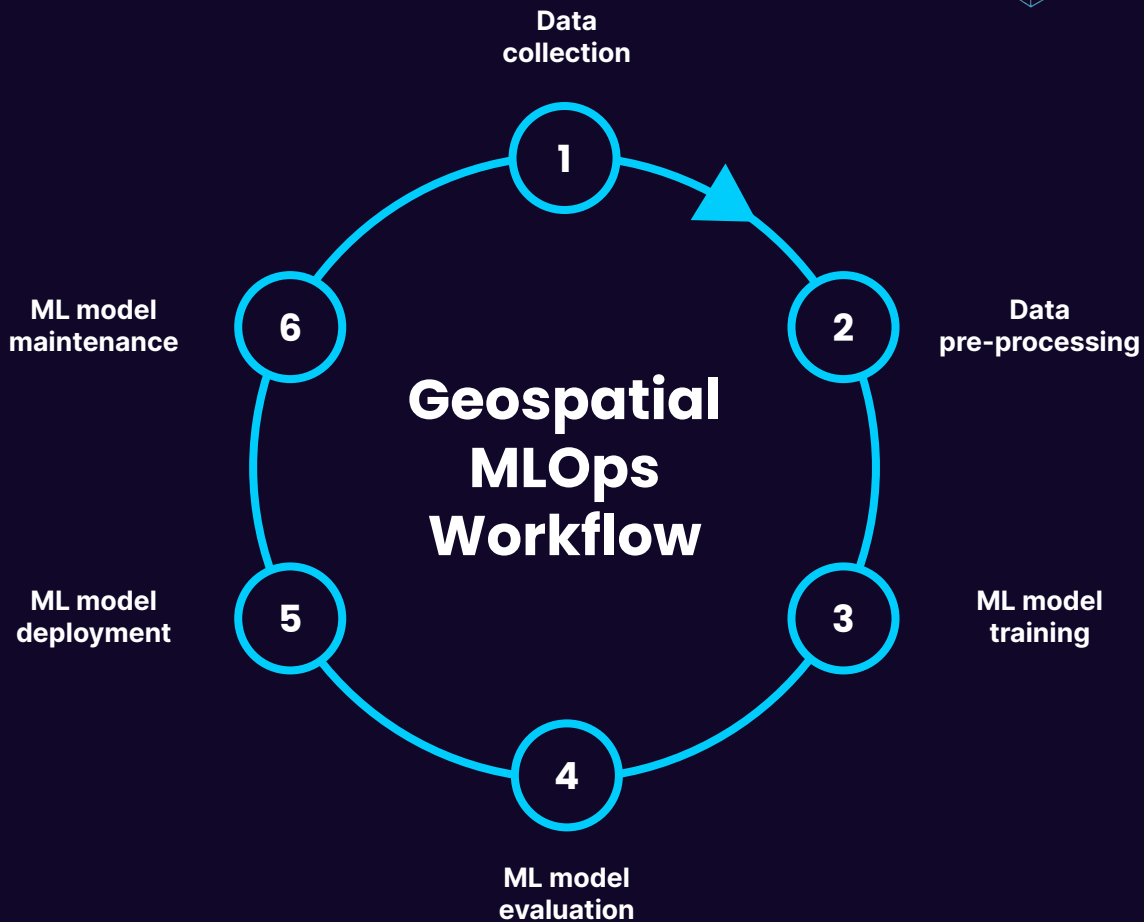 Data
collection
1
2
Data
pre-processing
ML model
maintenance
6
Geospatial
MLOps
Workflow
ML model
deployment
5
3
ML model
training
4
ML model
evaluation